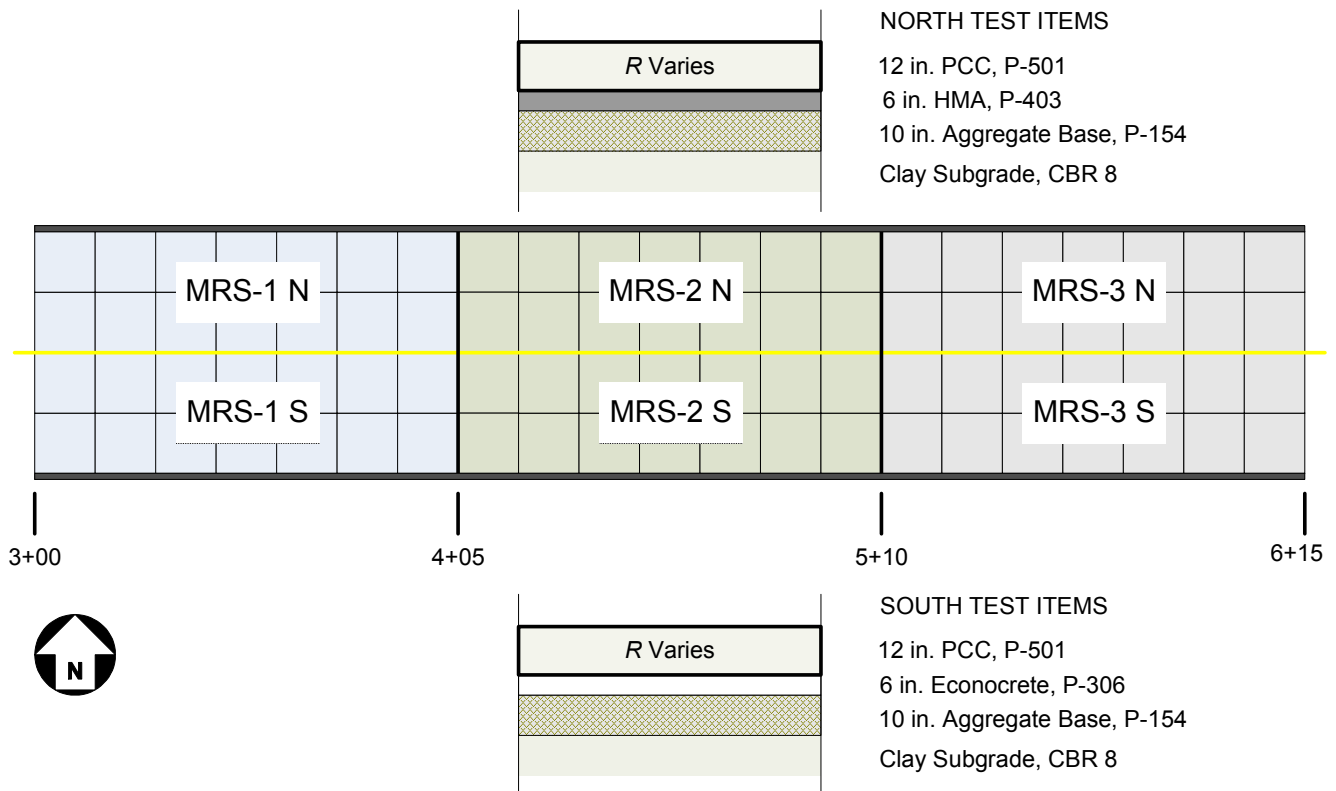 NORTH TEST ITEMS
R Varies
12 in. PCC, P-501
6 in. HMA, P-403
10 in. Aggregate Base, P-154
Clay Subgrade, CBR 8
MRS-1 N
MRS-2 N
MRS-3 N
MRS-1 S
MRS-2 S
MRS-3 S
3+00
4+05
5+10
6+15
N
SOUTH TEST ITEMS
R Varies
12 in. PCC, P-501
6 in. Econocrete, P-306
10 in. Aggregate Base, P-154
Clay Subgrade, CBR 8